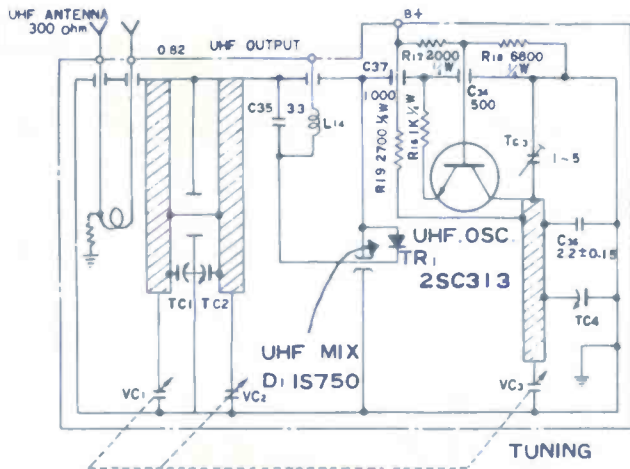 UHF ANTENNA
300 ohm
0.82
UHF OUTPUT
B+
C37
1000
R17 2000
¼W
R18 6800
¼W
C34
500
C35
33
L14
R19 2700 ½W
R16 1K ¼W
TC3
1-5
UHF. OSC.
TR1
2SC313
C36
2.2±0.15
TC1
TC2
TC4
UHF MIX
D1 1S750
VC1
VC2
VC3
TUNING